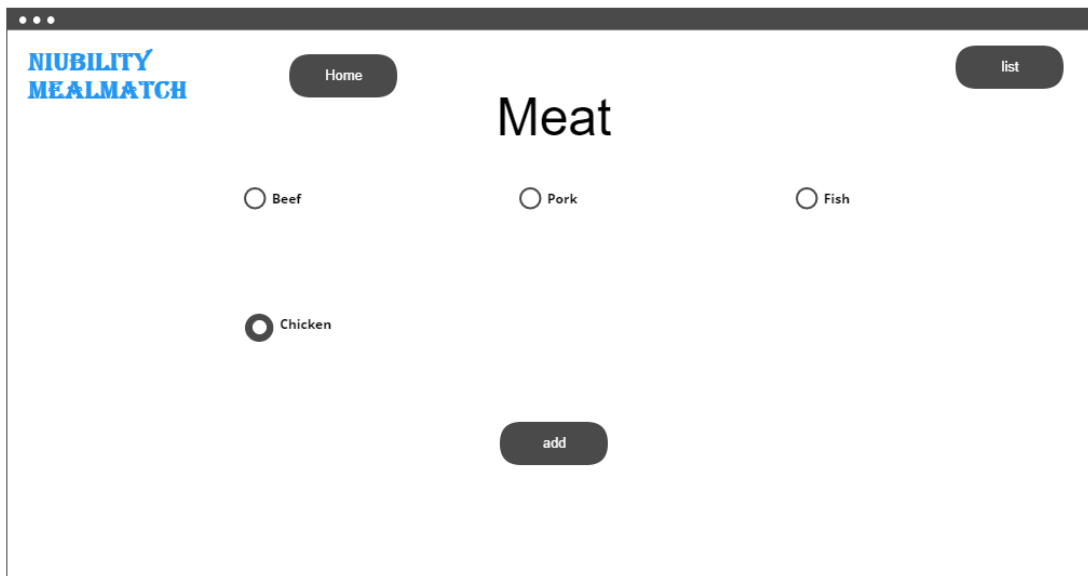 NIUBILITY
MEALMATCH
Home
list
Meat
Beef
Pork
Fish
Chicken
add